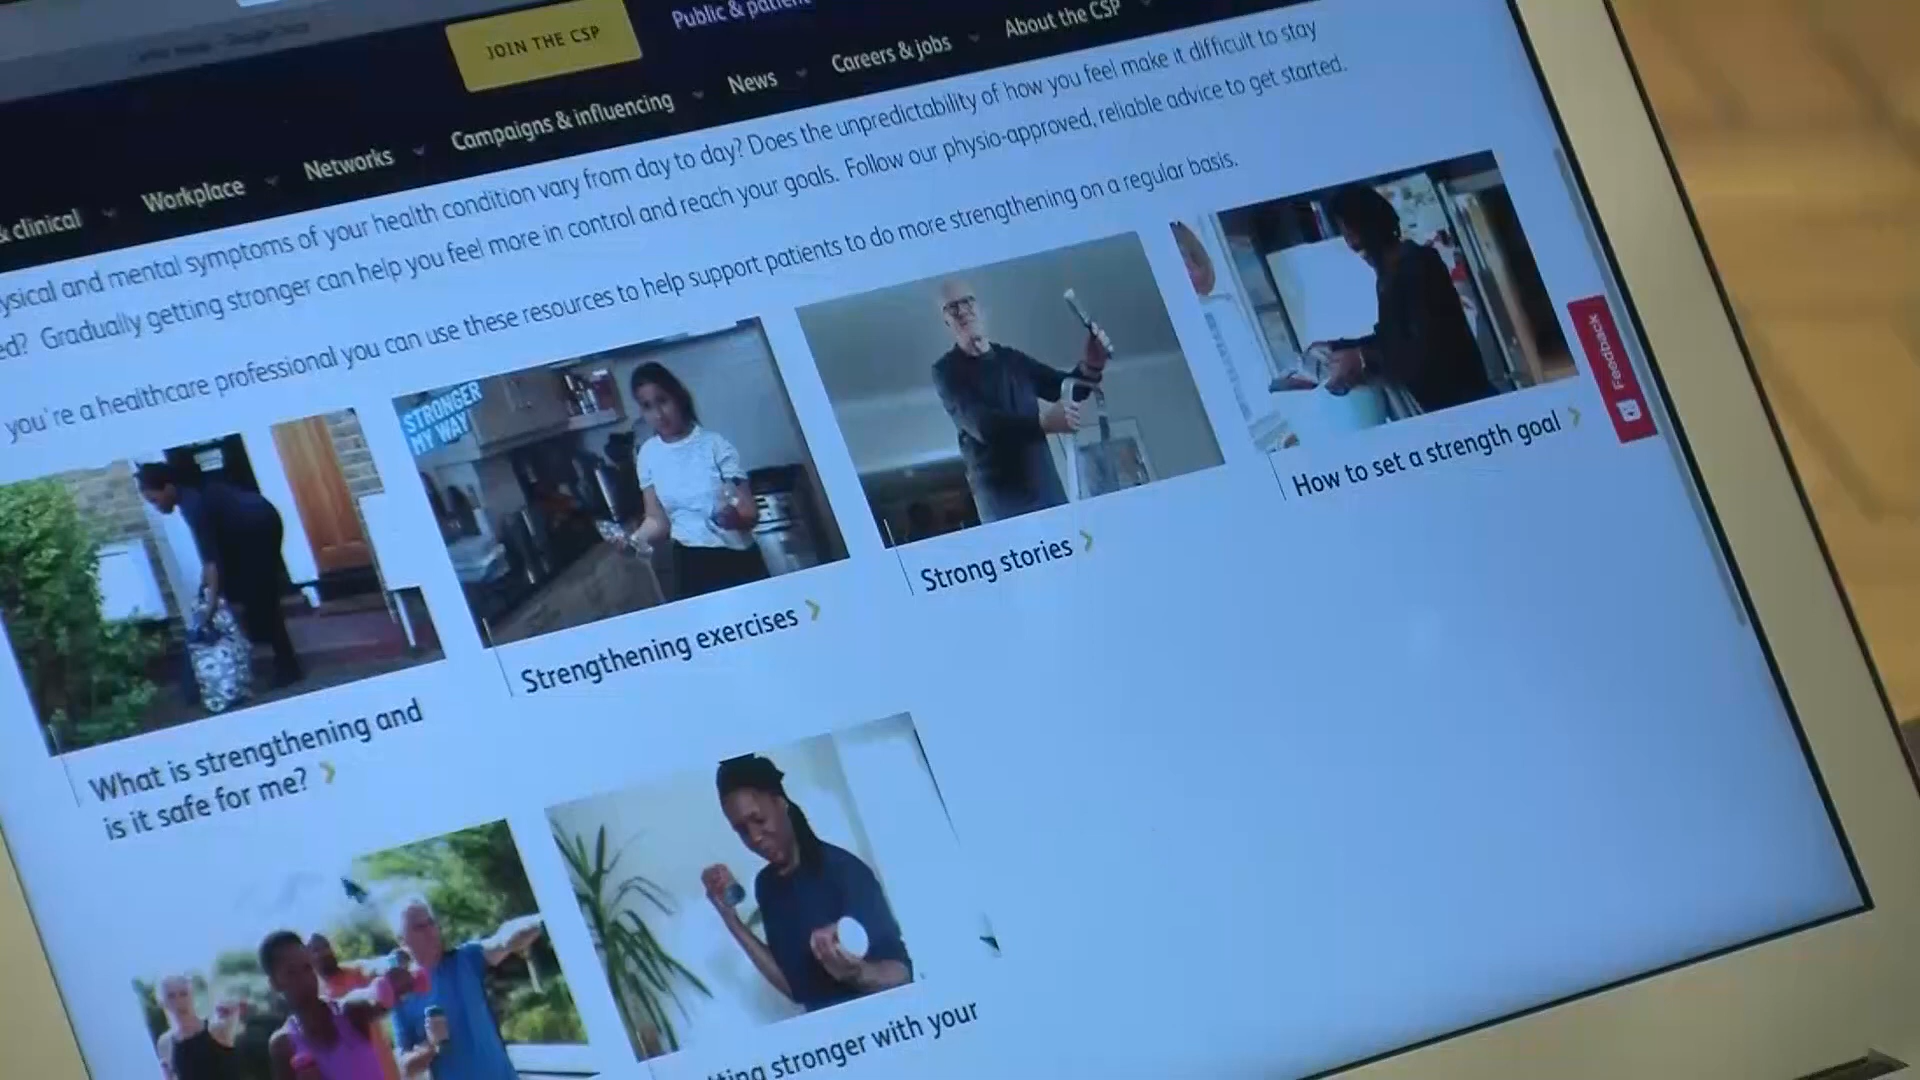 JOIN THE CSP
Public & patient
& clinical
Workplace
Networks
Campaigns & influencing
News
Careers & jobs
About the CSP
ysical and mental symptoms of your health condition vary from day to day? Does the unpredictability of how you feel make it difficult to stay
ed? Gradually getting stronger can help you feel more in control and reach your goals. Follow our physio-approved, reliable advice to get started.
you're a healthcare professional you can use these resources to help support patients to do more strengthening on a regular basis.
STRONGER
MY WAY
Feedback
What is strengthening and
is it safe for me?
Strengthening exercises
Strong stories
How to set a strength goal
tting stronger with your